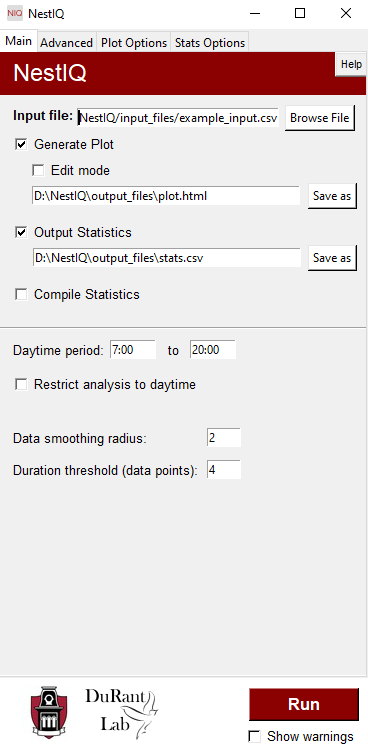 NIQ NestIQ
Main Advanced Plot Options Stats Options
NestIQ
Help
Input file: NestIQ/input_files/example_input.csv Browse File
Generate Plot
Edit mode
D:\NestIQ\output_files\plot.html Save as
Output Statistics
D:\NestIQ\output_files\stats.csv Save as
Compile Statistics
Daytime period: 7:00 to 20:00
Restrict analysis to daytime
Data smoothing radius: 2
Duration threshold (data points): 4
DuRant
Lab
Run
Show warnings